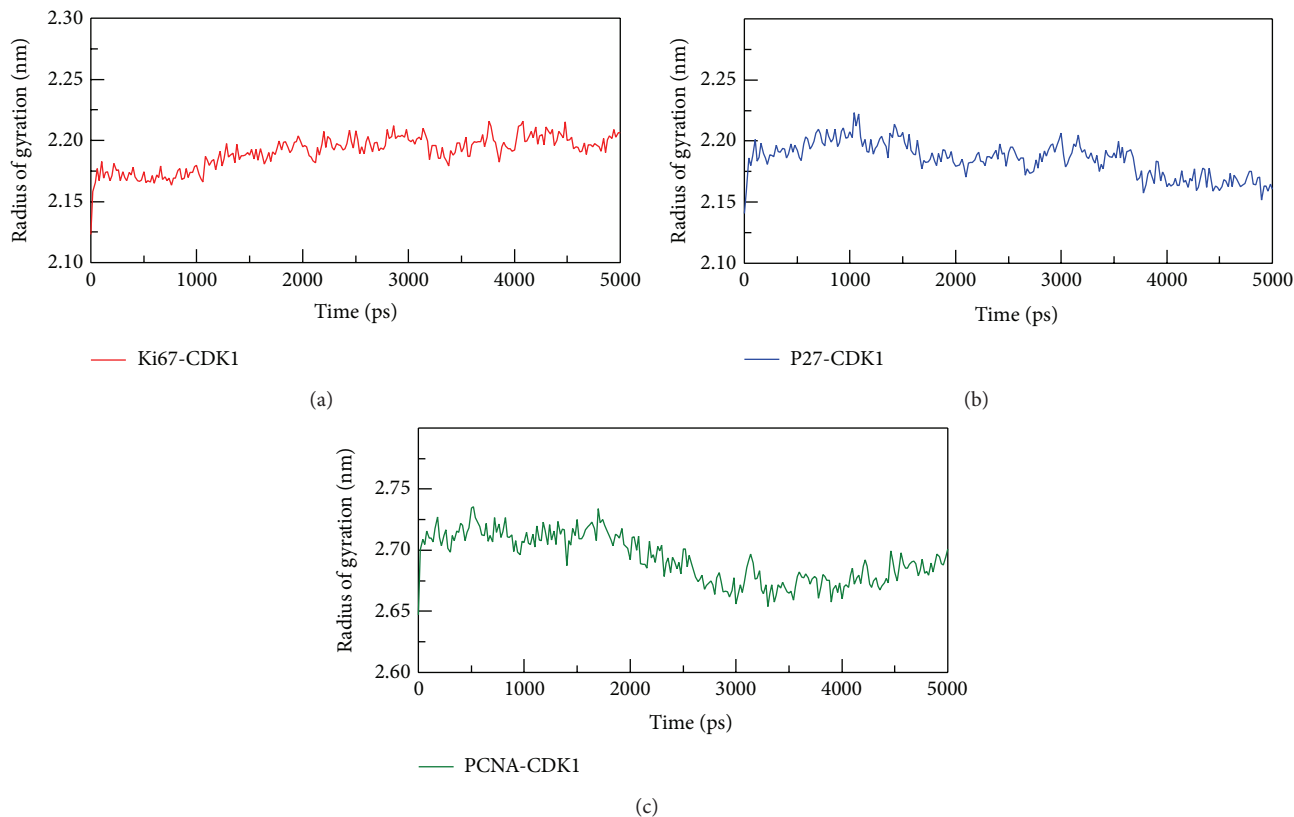 Radius of gyration (nm)
2.30
2.25
2.20
2.15
2.10
0 1000 2000 3000 4000 5000
Time (ps)
Ki67-CDK1
(a)
Radius of gyration (nm)
2.25
2.20
2.15
2.10
0 1000 2000 3000 4000 5000
Time (ps)
P27-CDK1
(b)
Radius of gyration (nm)
2.75
2.70
2.65
2.60
0 1000 2000 3000 4000 5000
Time (ps)
PCNA-CDK1
(c)